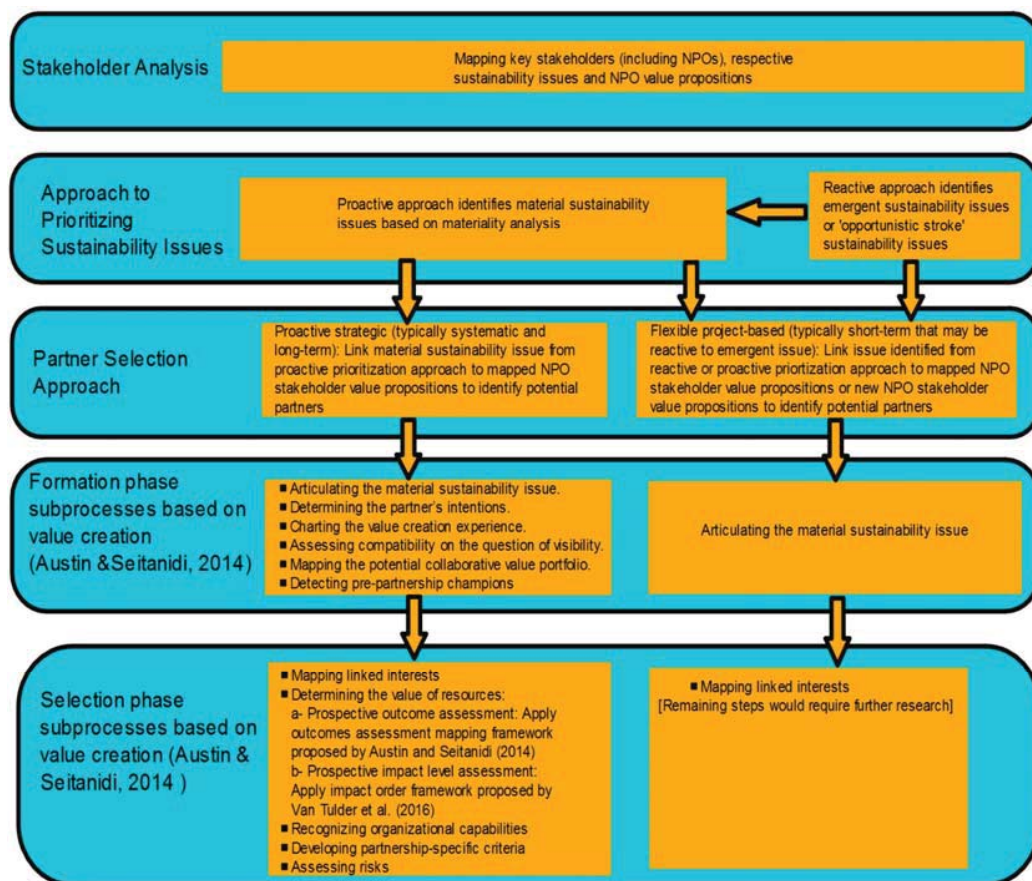 Stakeholder Analysis
Mapping key stakeholders (including NPOs), respective
sustainability issues and NPO value propositions
Approach to
Prioritizing
Sustainability Issues
Proactive approach identifies material sustainability
issues based on materiality analysis
Reactive approach identifies
emergent sustainability issues
or 'opportunistic stroke'
sustainability issues
Partner Selection
Approach
Proactive strategic (typically systematic and
long-term): Link material sustainability issue from
proactive prioritization approach to mapped NPO
stakeholder value propositions to identify potential
partners
Flexible project-based (typically short-term that may be
reactive to emergent issue): Link issue identified from
reactive or proactive prioritization approach to mapped NPO
stakeholder value propositions or new NPO stakeholder
value propositions to identify potential partners
Formation phase
subprocesses based on
value creation
(Austin &Seitanidi, 2014)
■ Articulating the material sustainability issue.
■ Determining the partner's intentions.
■ Charting the value creation experience.
■ Assessing compatibility on the question of visibility.
■ Mapping the potential collaborative value portfolio.
■ Detecting pre-partnership champions
Articulating the material sustainability issue
Selection phase
subprocesses based on
value creation (Austin &
Seitanidi, 2014 )
■ Mapping linked interests
■ Determining the value of resources:
a- Prospective outcome assessment: Apply
outcomes assessment mapping framework
proposed by Austin and Seitanidi (2014)
b- Prospective impact level assessment:
Apply impact order framework proposed by
Van Tulder et al. (2016)
■ Recognizing organizational capabilities
■ Developing partnership-specific criteria
■ Assessing risks
■ Mapping linked interests
[Remaining steps would require further research]